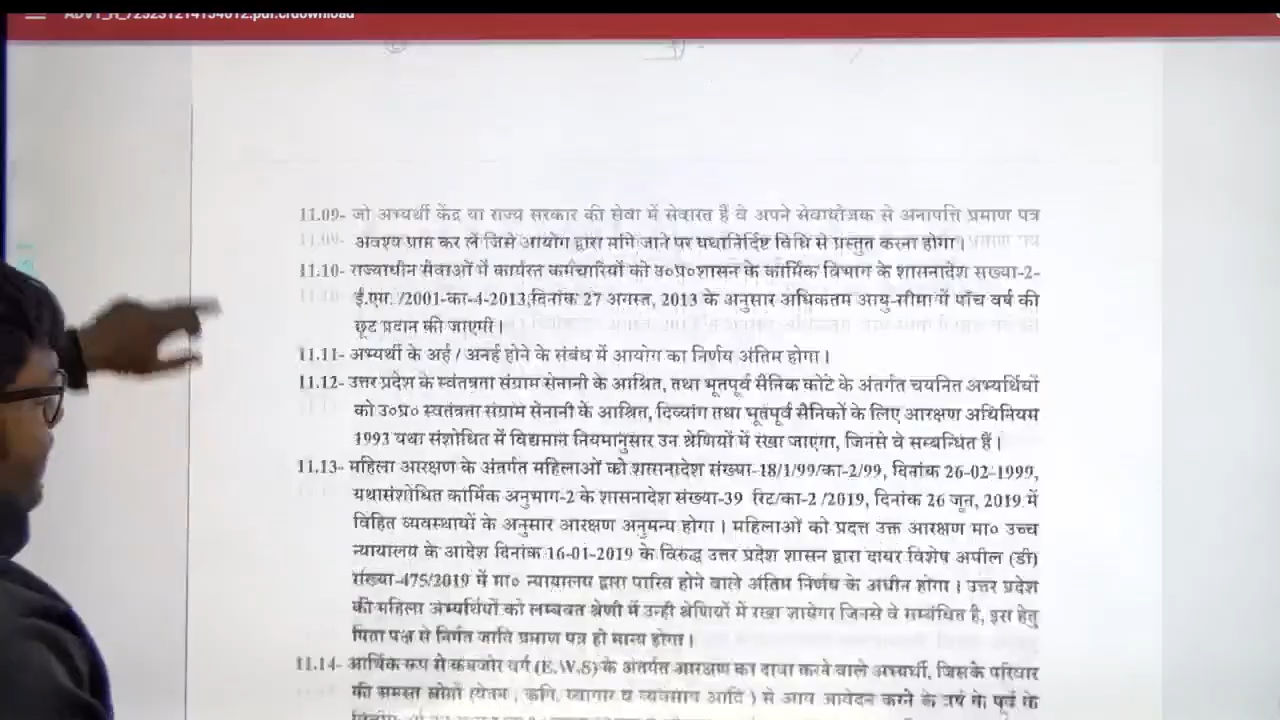 11.09- जो अभ्यर्थी केंद्र या राज्य सरकार की सेवा में सेवारत हैं वे अपने सेवायोजक से अनापत्ति प्रमाण पत्र
अवश्य प्राप्त कर लें जिसे आयोग द्वारा मांगे जाने पर यथानिर्दिष्ट विधि से प्रस्तुत करना होगा।
11.10- राज्याधीन सेवाओं में कार्यरत कर्मचारियों को उ०प्र०शासन के कार्मिक विभाग के शासनादेश संख्या-2-
ई.एम. /2001-का-4-2013,दिनांक 27 अगस्त, 2013 के अनुसार अधिकतम आयु-सीमा में पाँच वर्ष की
छूट प्रदान की जाएगी।
11.11- अभ्यर्थी के अर्ह / अनर्ह होने के संबंध में आयोग का निर्णय अंतिम होगा।
11.12- उत्तर प्रदेश के स्वतंत्रता संग्राम सेनानी के आश्रित, तथा भूतपूर्व सैनिक कोटे के अंतर्गत चयनित अभ्यर्थियों
को उ०प्र० स्वतंत्रता संग्राम सेनानी के आश्रित, दिव्यांग तथा भूतपूर्व सैनिकों के लिए आरक्षण अधिनियम
1993 यथा संशोधित में विद्यमान नियमानुसार उन श्रेणियों में रखा जाएगा, जिनसे वे सम्बन्धित हैं।
11.13- महिला आरक्षण के अंतर्गत महिलाओं को शासनादेश संख्या-18/1/99/का-2/99, दिनांक 26-02-1999,
यथासंशोधित कार्मिक अनुभाग-2 के शासनादेश संख्या-39 रिट/का-2 /2019, दिनांक 26 जून, 2019 में
विहित व्यवस्थायों के अनुसार आरक्षण अनुमन्य होगा। महिलाओं को प्रदत्त उक्त आरक्षण मा० उच्च
न्यायालय के आदेश दिनांक 16-01-2019 के विरुद्ध उत्तर प्रदेश शासन द्वारा दायर विशेष अपील (डी)
संख्या-475/2019 में मा० न्यायालय द्वारा पारित होने वाले अंतिम निर्णय के अधीन होगा। उत्तर प्रदेश
की महिला अभ्यर्थियों को लम्बवत श्रेणी में उन्ही श्रेणियों में रखा जायेगा जिनसे वे सम्बंधित है, इस हेतु
पिता पक्ष से निर्गत जाति प्रमाण पत्र ही मान्य होगा।
11.14- आर्थिक रूप से कमजोर वर्ग (E.W.S) के अंतर्गत आरक्षण का दावा करने वाले अभ्यर्थी, जिसके परिवार
की समस्त स्रोतों (वेतन , कृषि, व्यापार व व्यवसाय आदि ) से आय आवेदन करने के वर्ष के पूर्व के